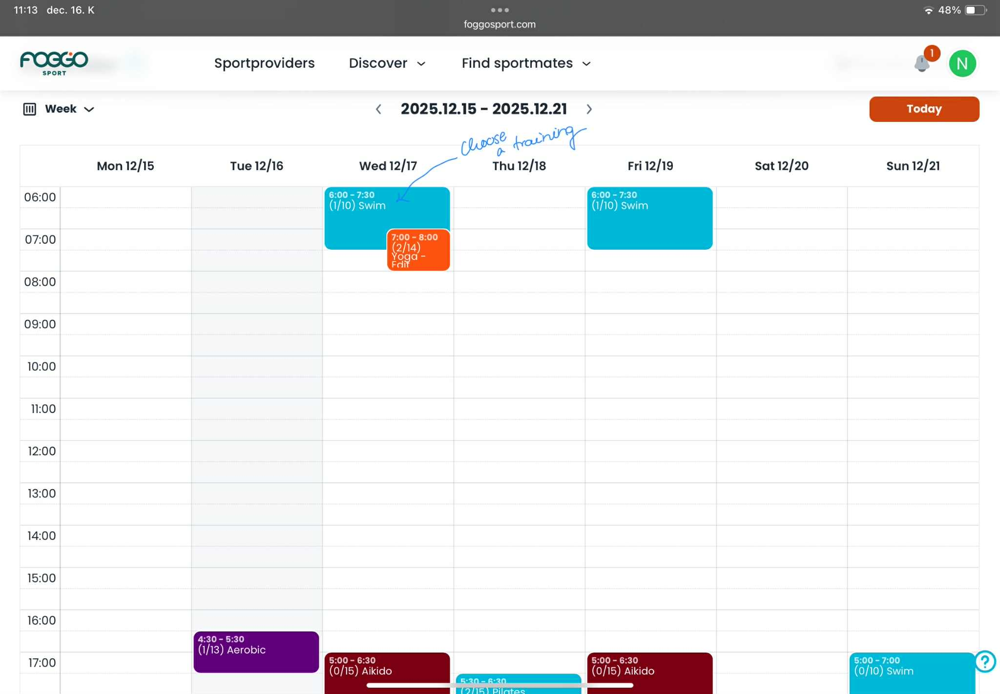 11:13 dec. 16. K
foggosport.com
48%
FOGGO
SPORT
Sportproviders
Discover
Find sportmates
1
N
Week
2025.12.15 - 2025.12.21
Today
Choose
a training
Mon 12/15
Tue 12/16
Wed 12/17
Thu 12/18
Fri 12/19
Sat 12/20
Sun 12/21
06:00
6:00 - 7:30
(1/10) Swim
6:00 - 7:30
(1/10) Swim
07:00
7:00 - 8:00
(2/14)
Yoga -
Edit
08:00
09:00
10:00
11:00
12:00
13:00
14:00
15:00
16:00
4:30 - 5:30
(1/13) Aerobic
17:00
5:00 - 6:30
(0/15) Aikido
5:30 - 6:30
(2/15) Pilates
5:00 - 6:30
(0/15) Aikido
5:00 - 7:00
(0/10) Swim
?